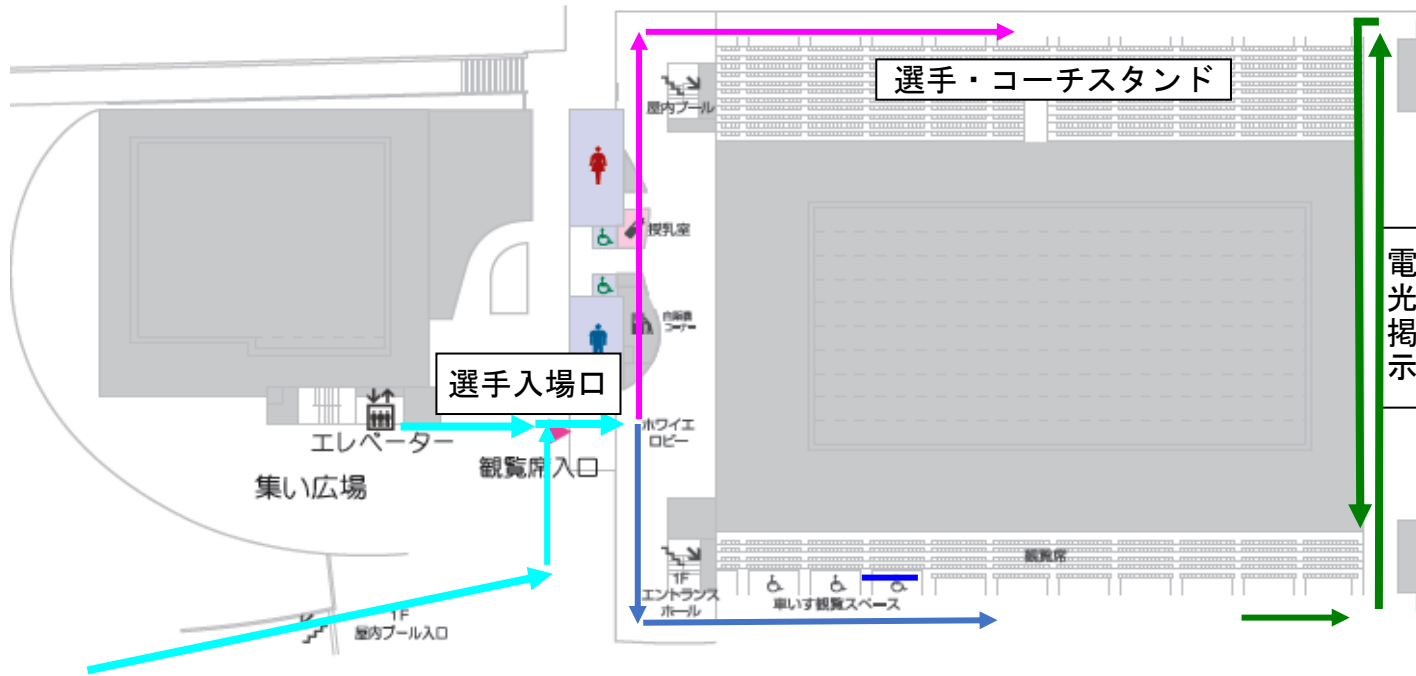 選手・コーチスタンド
屋内プール
授乳室
自販機
コーナー
電光掲示
選手入場口
エレベーター
ホワイエ
ロビー
観覧席入口
集い広場
観覧席
1F
エントランス
ホール
車いす観覧スペース
1F
屋内プール入口